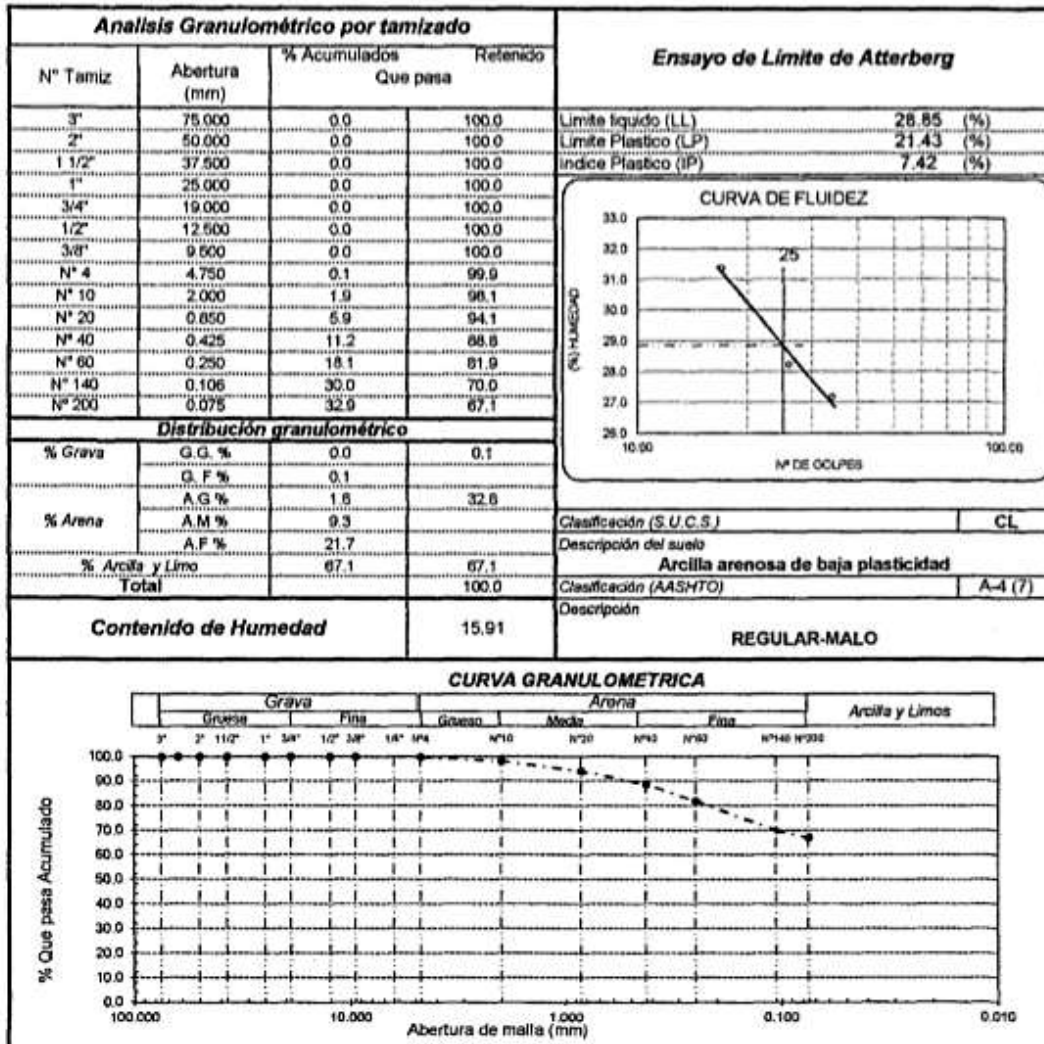 Analisis Granulométrico por tamizado
N° Tamiz Abertura (mm) % Acumulados Retenido Que pasa
3" 75.000 0.0 100.0
2" 50.000 0.0 100.0
1 1/2" 37.500 0.0 100.0
1" 25.000 0.0 100.0
3/4" 19.000 0.0 100.0
1/2" 12.500 0.0 100.0
3/8" 9.500 0.0 100.0
N° 4 4.750 0.1 99.9
N° 10 2.000 1.9 98.1
N° 20 0.850 5.9 94.1
N° 40 0.425 11.2 88.8
N° 60 0.250 18.1 81.9
N° 140 0.106 30.0 70.0
N° 200 0.075 32.9 67.1
Distribución granulométrico
% Grava G.G. % 0.0 0.1
G. F % 0.1
A.G % 1.8 32.8
% Arena A.M % 9.3
A.F % 21.7
% Arcilla y Limo 67.1 67.1
Total 100.0
Contenido de Humedad 15.91
Ensayo de Límite de Atterberg
Limite liquido (LL) 28.85 (%)
Limite Plastico (LP) 21.43 (%)
Indice Plastico (IP) 7.42 (%)
CURVA DE FLUIDEZ
33.0
32.0
25
31.0
30.0
29.0
28.0
27.0
26.0
(%) HUMEDAD
10.00 100.00
N° DE GOLPES
Clasificación (S.U.C.S.) CL
Descripción del suelo
Arcilla arenosa de baja plasticidad
Clasificación (AASHTO) A-4 (7)
Descripción
REGULAR-MALO
CURVA GRANULOMETRICA
Grava Arena Arcilla y Limos
Gruesa Fina Grueso Media Fina
3" 2" 11/2" 1" 3/4" 1/2" 3/8" 1/4" N°4 N°10 N°20 N°40 N°60 N°140 N°200
100.0
90.0
80.0
70.0
60.0
50.0
40.0
30.0
20.0
10.0
0.0
% Que pasa Acumulado
100.000 10.000 1.000 0.100 0.010
Abertura de malla (mm)